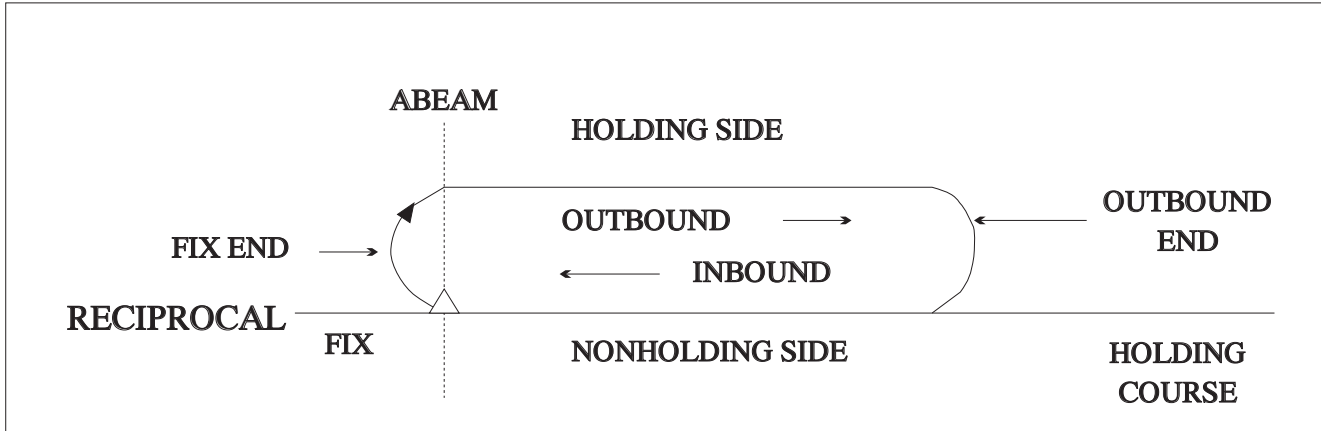 ABEAM
HOLDING SIDE
OUTBOUND
OUTBOUND
END
FIX END
INBOUND
RECIPROCAL
FIX
NONHOLDING SIDE
HOLDING
COURSE